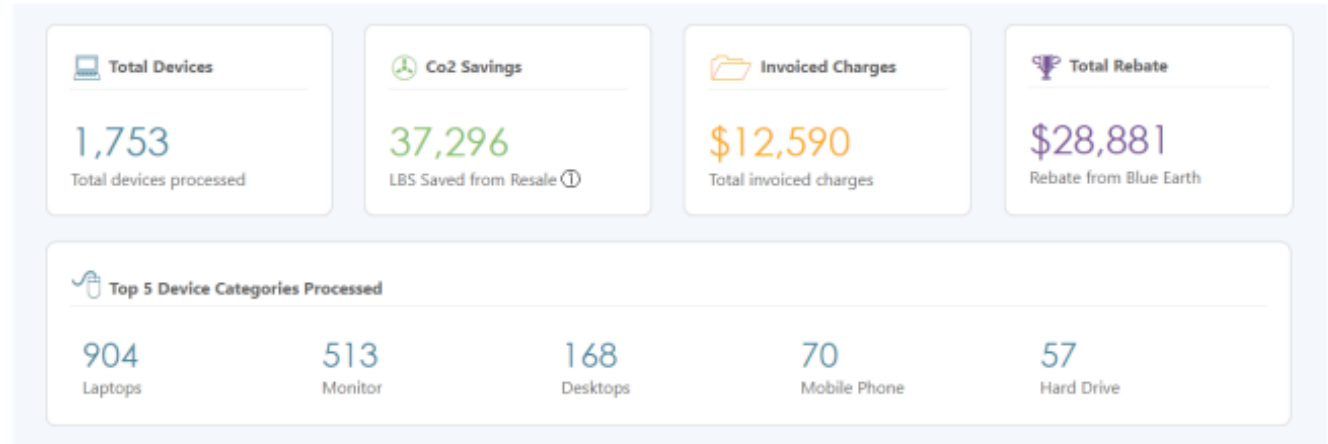 Total Devices
1,753
Total devices processed
Co2 Savings
37,296
LBS Saved from Resale ①
Invoiced Charges
$12,590
Total invoiced charges
Total Rebate
$28,881
Rebate from Blue Earth
Top 5 Device Categories Processed
904
Laptops
513
Monitor
168
Desktops
70
Mobile Phone
57
Hard Drive